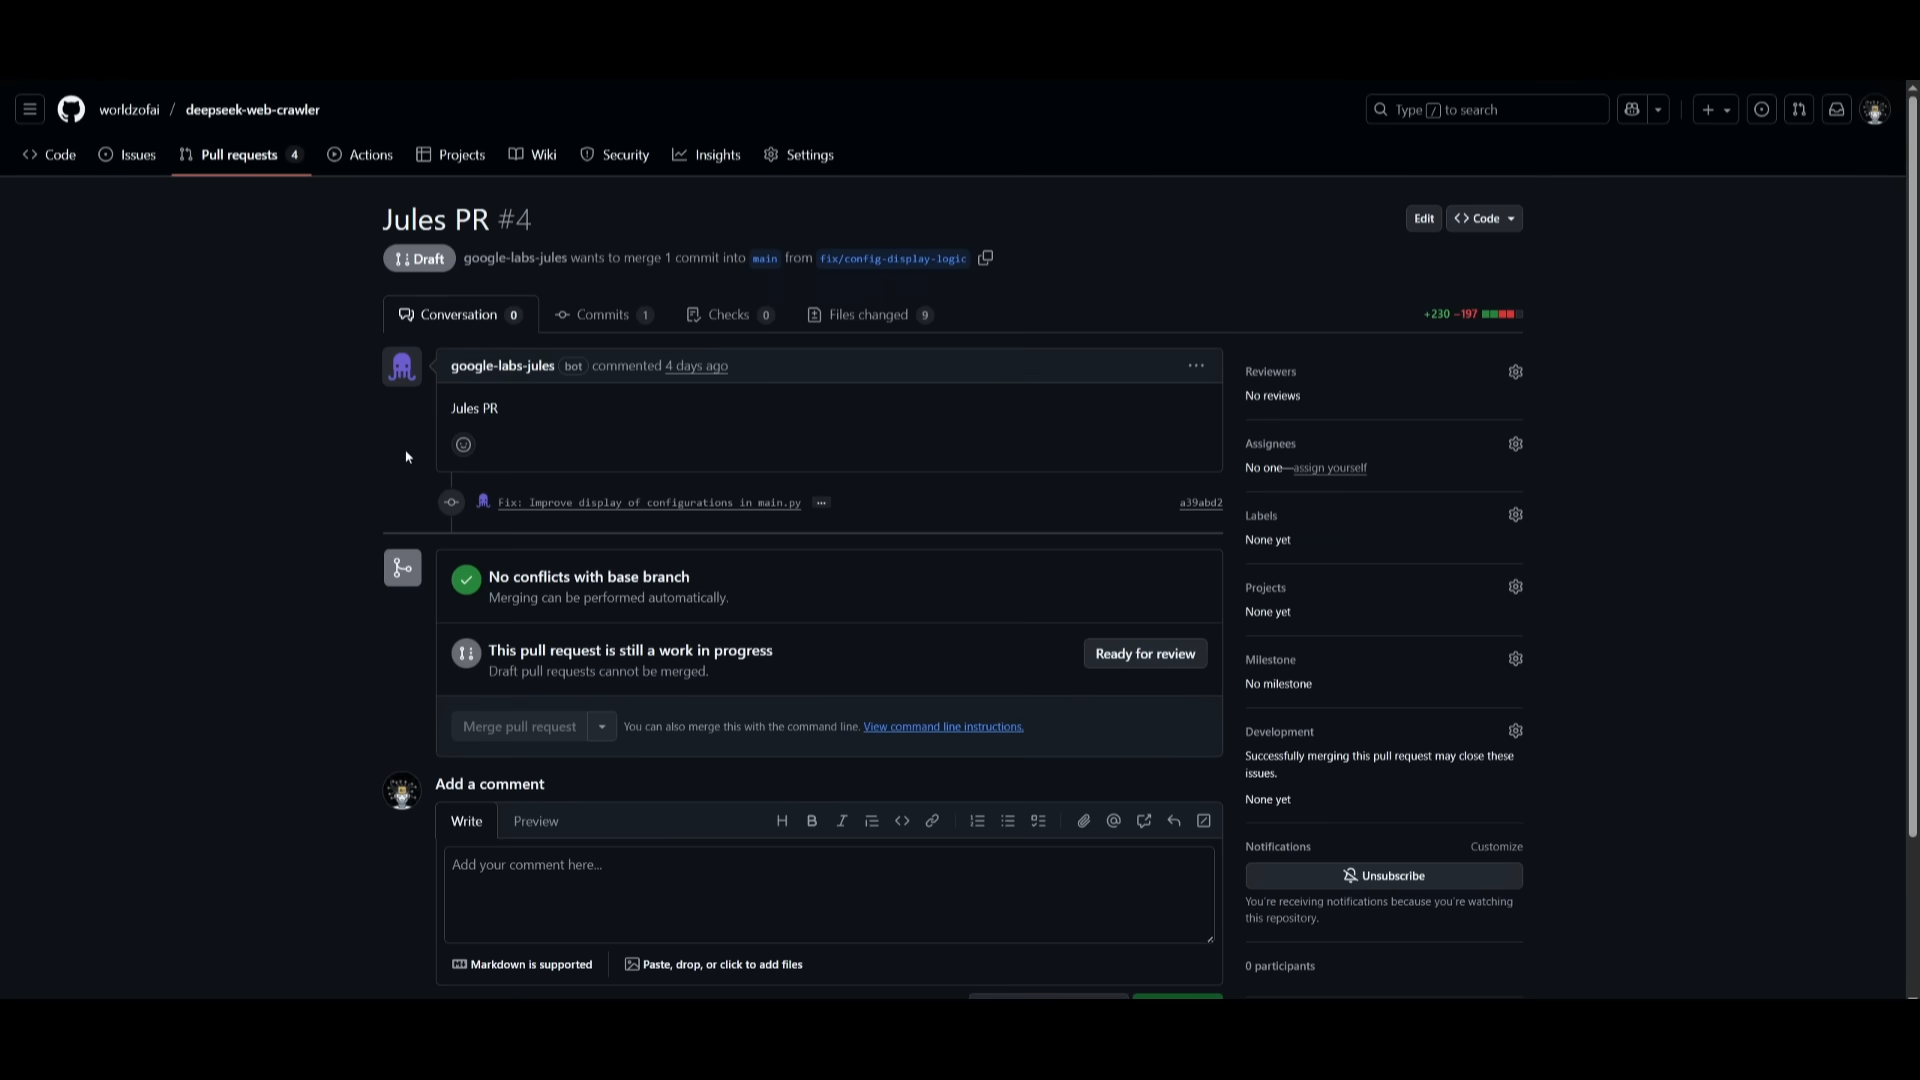 worldzofai / deepseek-web-crawler
Type / to search
Code
Issues
Pull requests 4
Actions
Projects
Wiki
Security
Insights
Settings
Jules PR #4
Edit
Code
Draft
google-labs-jules wants to merge 1 commit into main from fix/config-display-logic
Conversation 0
Commits 1
Checks 0
Files changed 9
+230 −197
google-labs-jules bot commented 4 days ago
Jules PR
Fix: Improve display of configurations in main.py
a39abd2
No conflicts with base branch
Merging can be performed automatically.
This pull request is still a work in progress
Draft pull requests cannot be merged.
Ready for review
Merge pull request
You can also merge this with the command line. View command line instructions.
Add a comment
Write
Preview
Add your comment here...
Markdown is supported
Paste, drop, or click to add files
Reviewers
No reviews
Assignees
No one—assign yourself
Labels
None yet
Projects
None yet
Milestone
No milestone
Development
Successfully merging this pull request may close these
issues.
None yet
Notifications
Customize
Unsubscribe
You're receiving notifications because you're watching
this repository.
0 participants